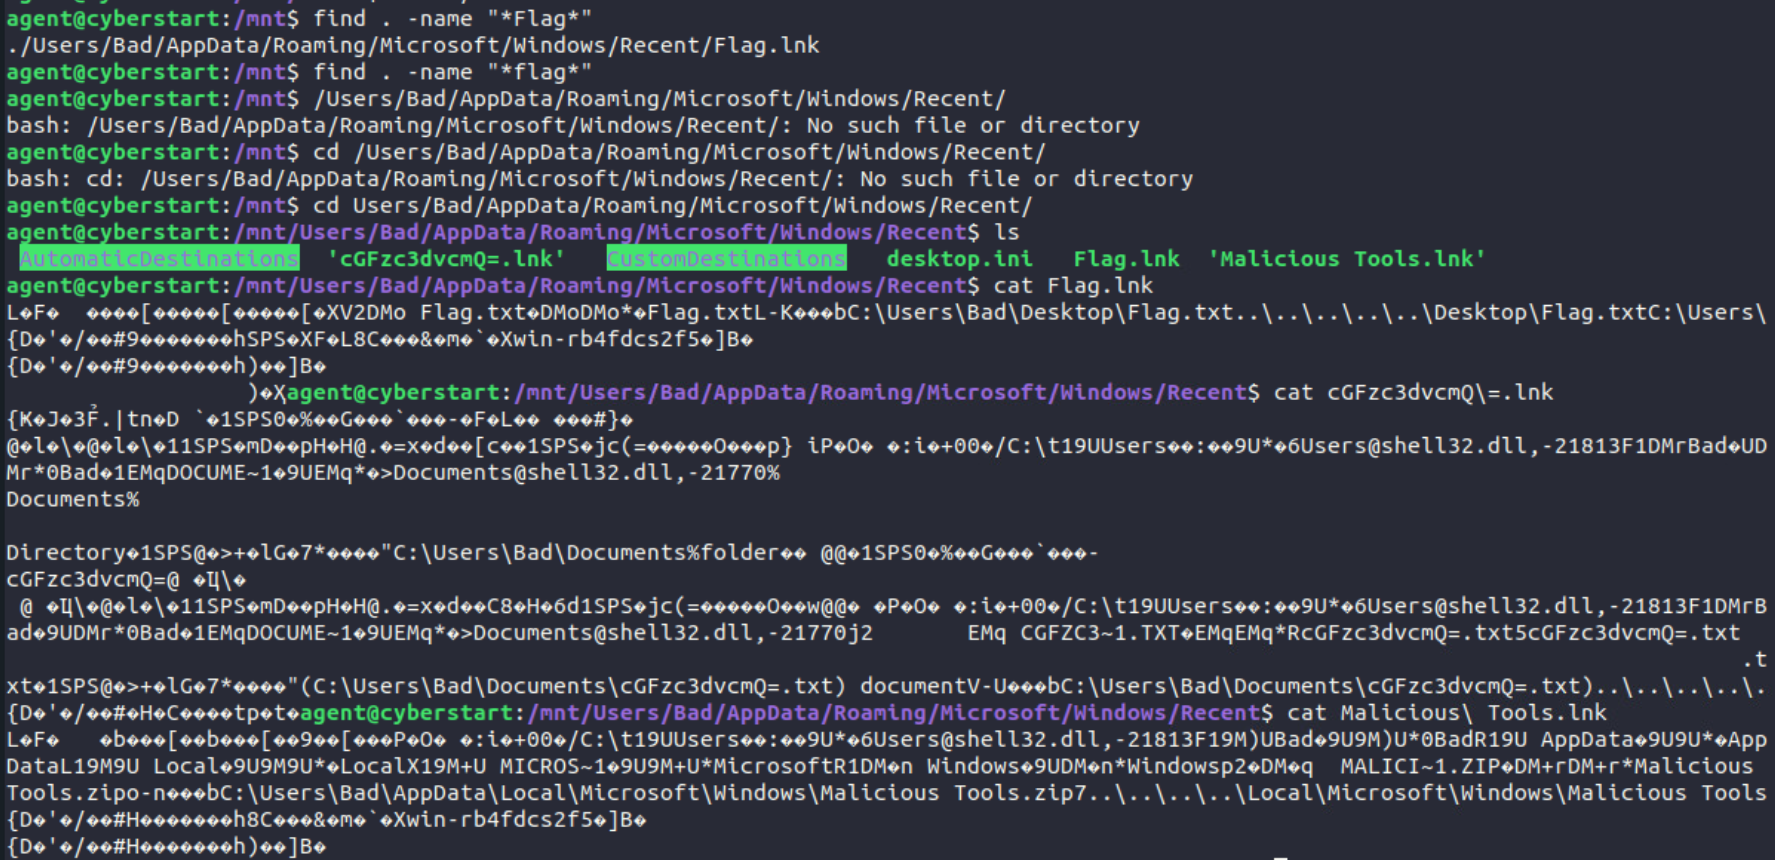 agent@cyberstart:/mnt$ find . -name "*Flag*"
./Users/Bad/AppData/Roaming/Microsoft/Windows/Recent/Flag.lnk
agent@cyberstart:/mnt$ find . -name "*flag*"
agent@cyberstart:/mnt$ /Users/Bad/AppData/Roaming/Microsoft/Windows/Recent/
bash: /Users/Bad/AppData/Roaming/Microsoft/Windows/Recent/: No such file or directory
agent@cyberstart:/mnt$ cd /Users/Bad/AppData/Roaming/Microsoft/Windows/Recent/
bash: cd: /Users/Bad/AppData/Roaming/Microsoft/Windows/Recent/: No such file or directory
agent@cyberstart:/mnt$ cd Users/Bad/AppData/Roaming/Microsoft/Windows/Recent/
agent@cyberstart:/mnt/Users/Bad/AppData/Roaming/Microsoft/Windows/Recent$ ls
AutomaticDestinations 'cGFzc3dvcmQ=.lnk' CustomDestinations desktop.ini Flag.lnk 'Malicious Tools.lnk'
agent@cyberstart:/mnt/Users/Bad/AppData/Roaming/Microsoft/Windows/Recent$ cat Flag.lnk
L�F� ����[�����[�����[�XV2DMo Flag.txt�DMoDMo*�Flag.txtL-K���bC:\Users\Bad\Desktop\Flag.txt..\..\..\..\..\Desktop\Flag.txtC:\Users\
{D�'�/��#9�������hSPS�XF�L8C���&�m�`�Xwin-rb4fdcs2f5�]B�
{D�'�/��#9�������h)��]B�
)�Ҳagent@cyberstart:/mnt/Users/Bad/AppData/Roaming/Microsoft/Windows/Recent$ cat cGFzc3dvcmQ\=.lnk
{Ҝ�J�3F̉.|tn�D `�1SPS0�%��G���`���-�F�L�� ���#}�
@�l�\�@�l�\�11SPS�mD��pH�H@.�=x�d��[c��1SPS�jc(=�����O���p} iP�O� �:i�+00�/C:\t19UUsers��:��9U*�6Users@shell32.dll,-21813F1DMrBad�UD
Mr*0Bad�1EMqDOCUME~1�9UEMq*�>Documents@shell32.dll,-21770%
Documents%
Directory�1SPS@�>+�lG�7*����"C:\Users\Bad\Documents%folder�� @@�1SPS0�%��G���`���-
cGFzc3dvcmQ=@ �Ҵ\�
@ �Ҵ\�@�l�\�11SPS�mD��pH�H@.�=x�d��C8�H�6d1SPS�jc(=�����O��w@@� �P�O� �:i�+00�/C:\t19UUsers��:��9U*�6Users@shell32.dll,-21813F1DMrB
ad�9UDMr*0Bad�1EMqDOCUME~1�9UEMq*�>Documents@shell32.dll,-21770j2 EMq CGFZC3~1.TXT�EMqEMq*RcGFzc3dvcmQ=.txt5cGFzc3dvcmQ=.txt
.t
xt�1SPS@�>+�lG�7*����"(C:\Users\Bad\Documents\cGFzc3dvcmQ=.txt) documentV-U���bC:\Users\Bad\Documents\cGFzc3dvcmQ=.txt)..\..\..\..\.
{D�'�/��#�H�C����tp�t�agent@cyberstart:/mnt/Users/Bad/AppData/Roaming/Microsoft/Windows/Recent$ cat Malicious\ Tools.lnk
L�F� �b���[��b���[��9��[���P�O� �:i�+00�/C:\t19UUsers��:��9U*�6Users@shell32.dll,-21813F19M)UBad�9U9M)U*0BadR19U AppData�9U9U*�App
DataL19M9U Local�9U9M9U*�LocalX19M+U MICROS~1�9U9M+U*MicrosoftR1DM�n Windows�9UDM�n*Windowsp2�DM�q MALICI~1.ZIP�DM+rDM+r*Malicious
Tools.zipo-n���bC:\Users\Bad\AppData\Local\Microsoft\Windows\Malicious Tools.zip7..\..\..\..\Local\Microsoft\Windows\Malicious Tools
{D�'�/��#H�������h8C���&�m�`�Xwin-rb4fdcs2f5�]B�
{D�'�/��#H�������h)��]B�